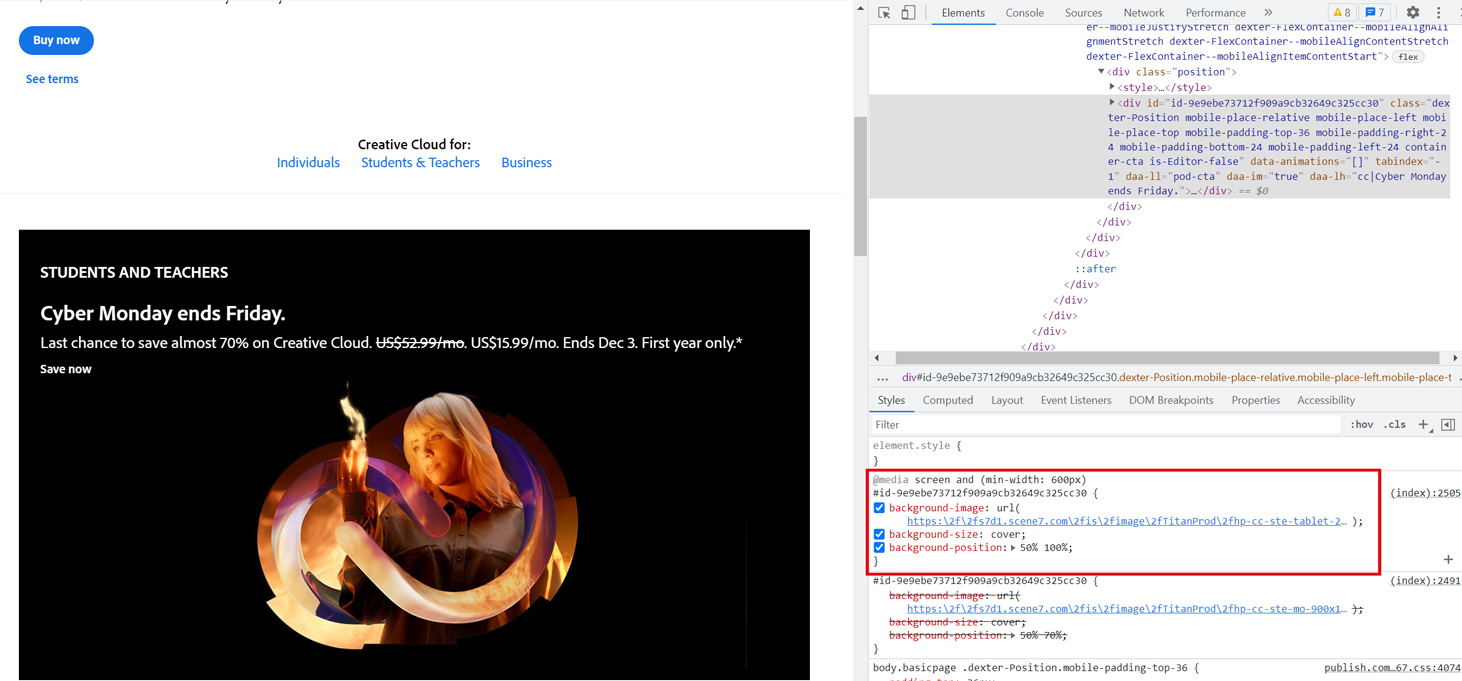 Buy now
See terms
Creative Cloud for:
Individuals Students & Teachers Business
STUDENTS AND TEACHERS
Cyber Monday ends Friday.
Last chance to save almost 70% on Creative Cloud. US$52.99/mo. US$15.99/mo. Ends Dec 3. First year only.*
Save now
Elements Console Sources Network Performance » 8 7
er--mobileJustifyStretch dexter-FlexContainer--mobileAlignAli
gnmentStretch dexter-FlexContainer--mobileAlignContentStretch
dexter-FlexContainer--mobileAlignItemContentStart"> flex
<div class="position">
<style>…</style>
<div id="id-9e9ebe73712f909a9cb32649c325cc30" class="dex
ter-Position mobile-place-relative mobile-place-left mobi
le-place-top mobile-padding-top-36 mobile-padding-right-2
4 mobile-padding-bottom-24 mobile-padding-left-24 contain
er-cta is-Editor-false" data-animations="[]" tabindex="-
1" daa-ll="pod-cta" daa-im="true" daa-lh="cc|Cyber Monday
ends Friday.">…</div> == $0
</div>
</div>
</div>
</div>
::after
</div>
</div>
</div>
</div>
</div>
… div#id-9e9ebe73712f909a9cb32649c325cc30.dexter-Position.mobile-place-relative.mobile-place-left.mobile-place-t
Styles Computed Layout Event Listeners DOM Breakpoints Properties Accessibility
Filter :hov .cls +
element.style {
}
@media screen and (min-width: 600px)
#id-9e9ebe73712f909a9cb32649c325cc30 { (index):2505
background-image: url(
https:\2f\2fs7d1.scene7.com\2fis\2fimage\2fTitanProd\2fhp-cc-ste-tablet-2… );
background-size: cover;
background-position: 50% 100%;
}
#id-9e9ebe73712f909a9cb32649c325cc30 { (index):2491
background-image: url(
https:\2f\2fs7d1.scene7.com\2fis\2fimage\2fTitanProd\2fhp-cc-ste-mo-900x1… );
background-size: cover;
background-position: 50% 70%;
}
body.basicpage .dexter-Position.mobile-padding-top-36 { publish.com…67.css:4074